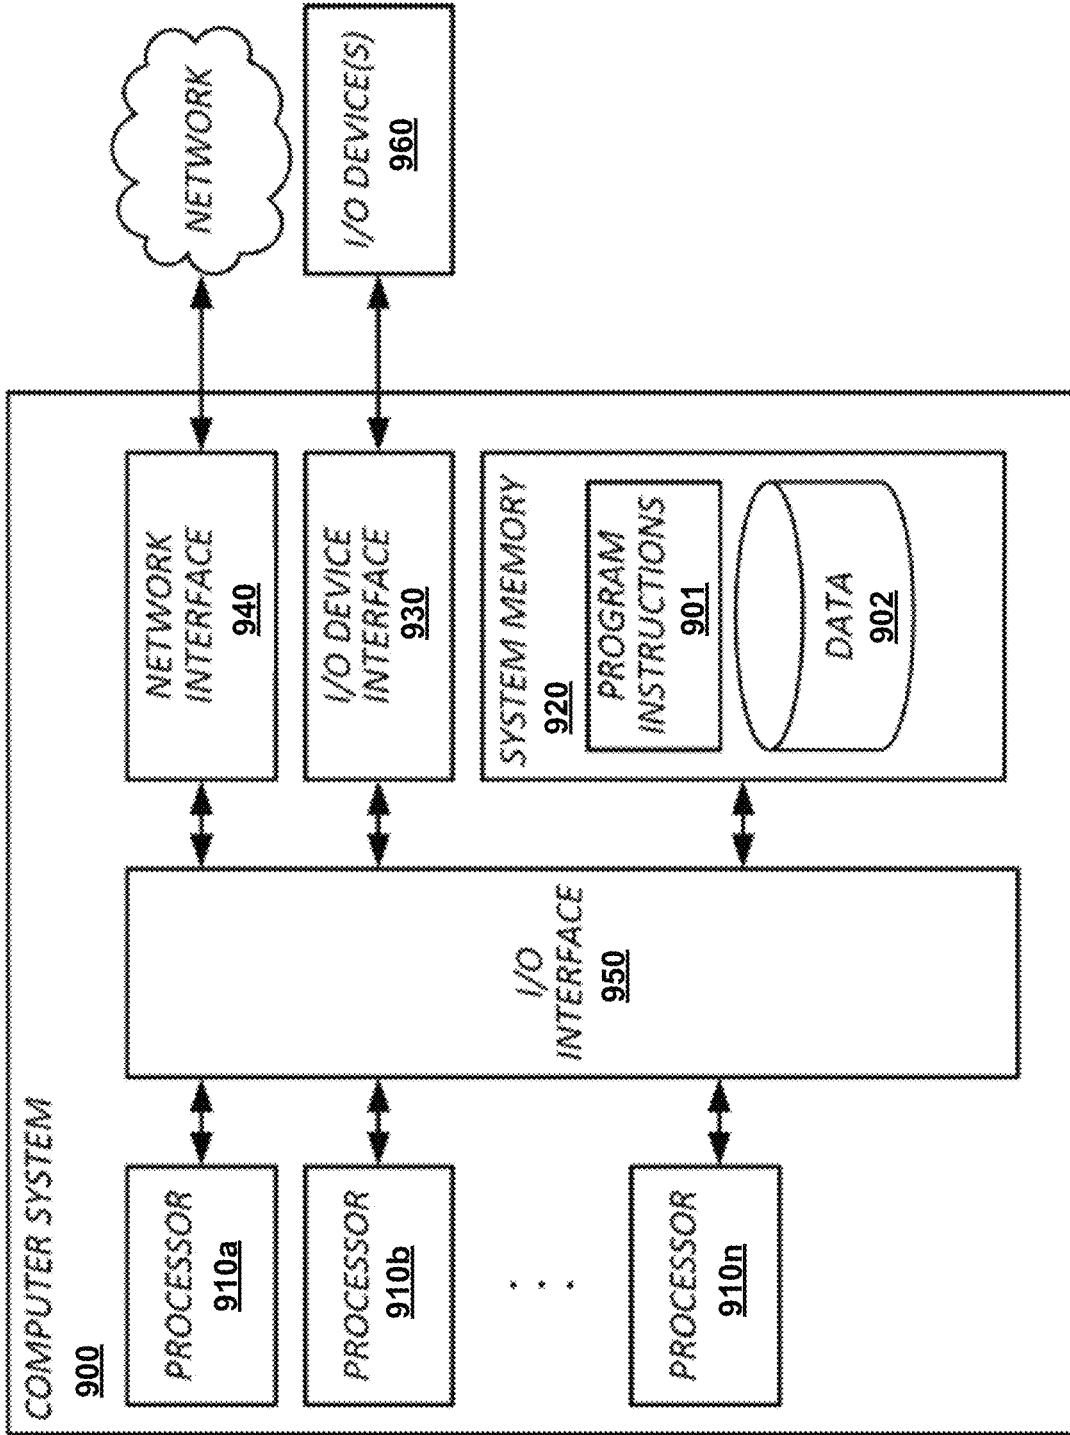 COMPUTER SYSTEM
900
PROCESSOR
910a
PROCESSOR
910b
. . .
PROCESSOR
910n
I/O
INTERFACE
950
NETWORK
INTERFACE
940
I/O DEVICE
INTERFACE
930
SYSTEM MEMORY
920
PROGRAM
INSTRUCTIONS
901
DATA
902
NETWORK
I/O DEVICE(S)
960